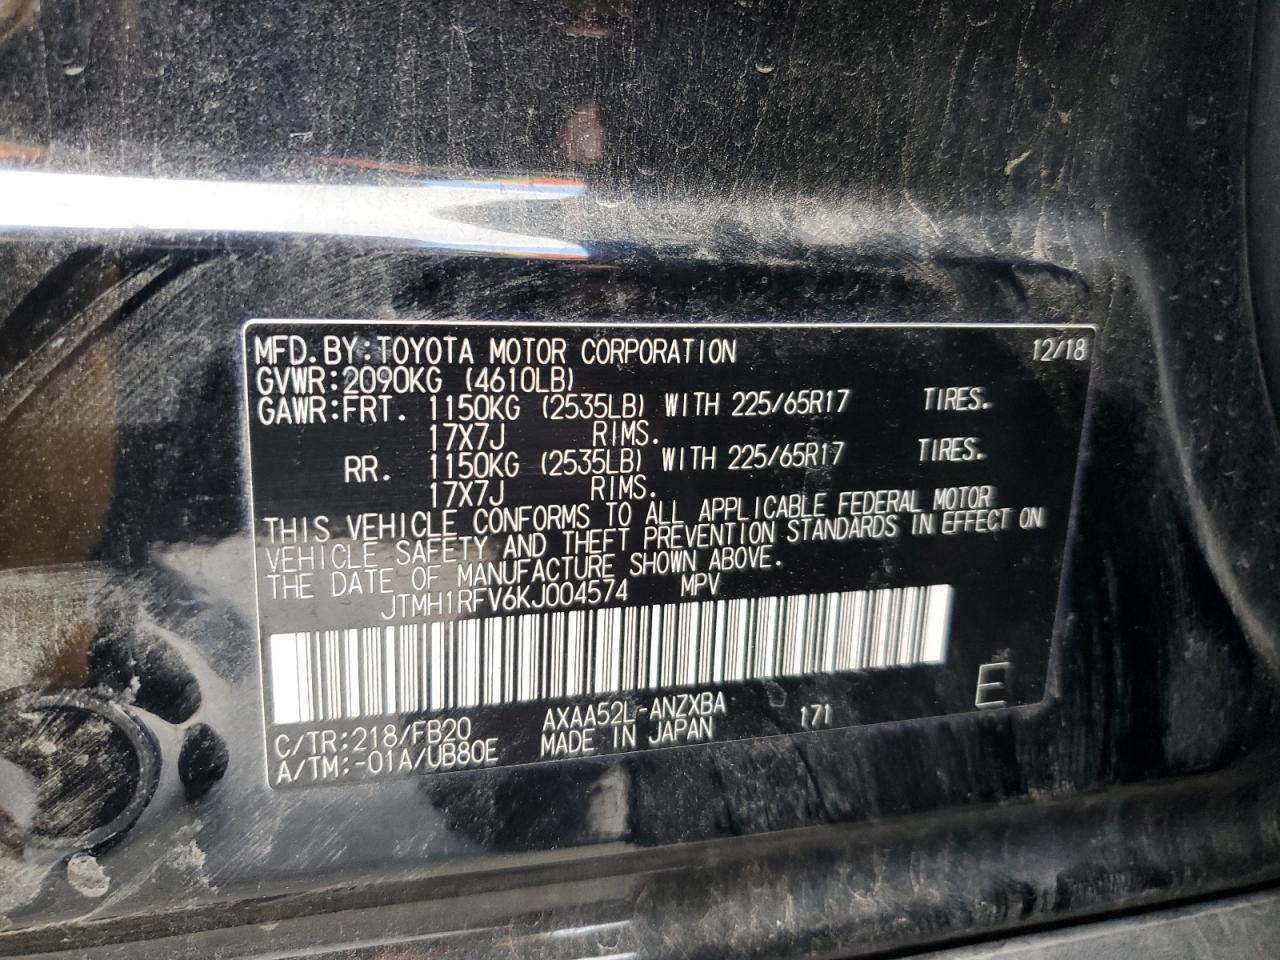 MFD.BY:TOYOTA MOTOR CORPORATION 12/18
GVWR:2090KG (4610LB)
GAWR:FRT. 1150KG (2535LB) WITH 225/65R17 TIRES.
17X7J RIMS.
RR. 1150KG (2535LB) WITH 225/65R17 TIRES.
17X7J RIMS.
THIS VEHICLE CONFORMS TO ALL APPLICABLE FEDERAL MOTOR
VEHICLE SAFETY AND THEFT PREVENTION STANDARDS IN EFFECT ON
THE DATE OF MANUFACTURE SHOWN ABOVE.
JTMH1RFV6KJ004574 MPV
E
C/TR:218/FB20 AXAA52L-ANZXBA 171
A/TM:-01A/UB80E MADE IN JAPAN